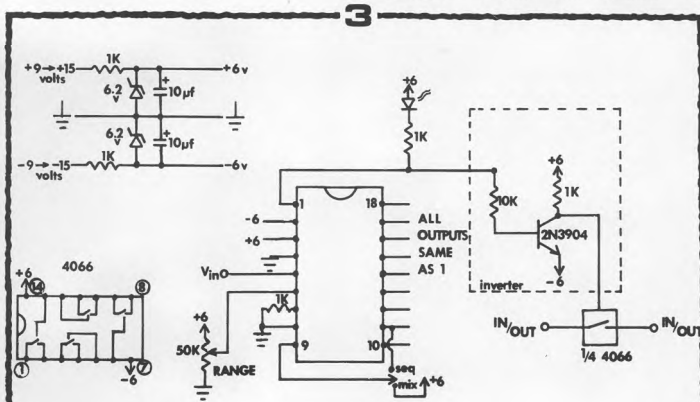 3
+9→+15
volts
1K
+6v
6.2
v
+
10µf
6.2
v
+
10µf
-9→-15
volts
1K
-6v
+6
1K
1
18
-6
+6
ALL
OUTPUTS
SAME
AS 1
Vin
1K
9
10
+6
50K
RANGE
seq
mix
+6
10K
+6
1K
2N3904
-6
inverter
IN/OUT
IN/OUT
1/4 4066
4066
+6
14
8
1
7
-6